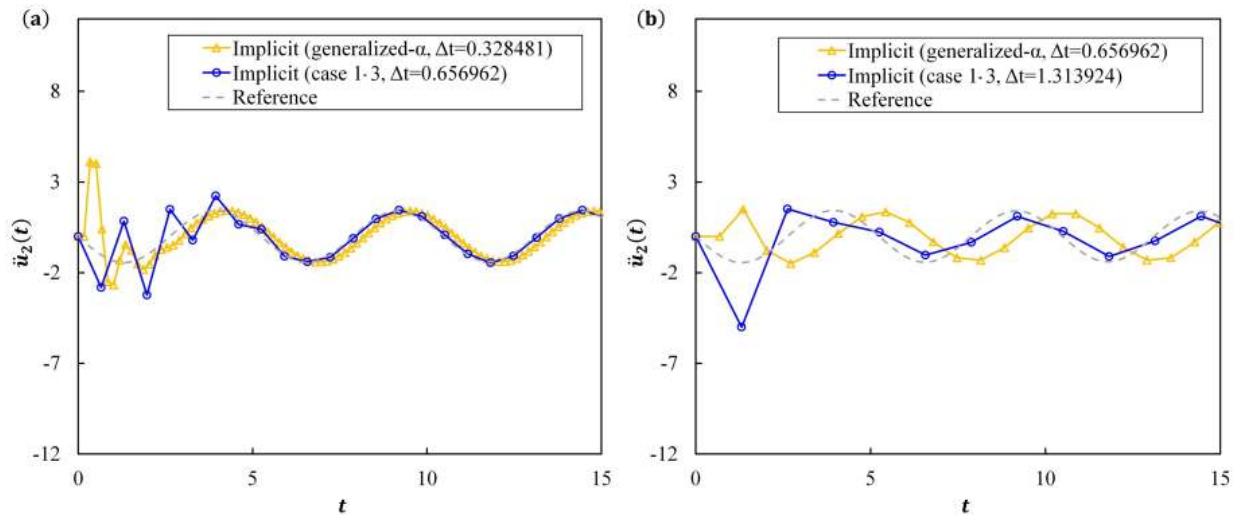 (a)
Implicit (generalized-α, Δt=0.328481)
Implicit (case 1-3, Δt=0.656962)
Reference
8
3
-2
-7
-12
ü₂(t)
0 5 10 15
t
(b)
Implicit (generalized-α, Δt=0.656962)
Implicit (case 1-3, Δt=1.313924)
Reference
8
3
-2
-7
-12
ü₂(t)
0 5 10 15
t